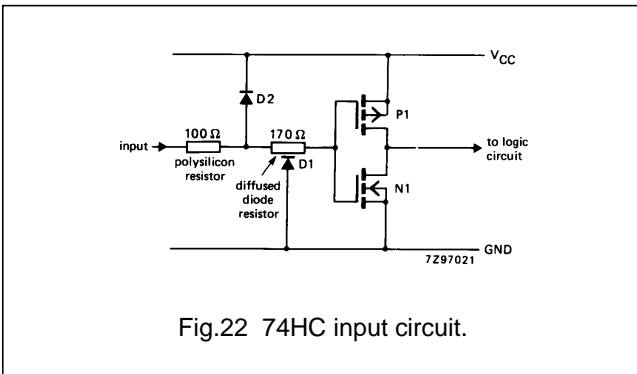 VCC
D2
P1
input
100 Ω
170 Ω
to logic
circuit
polysilicon
resistor
D1
diffused
diode
resistor
N1
GND
7Z97021
Fig.22 74HC input circuit.